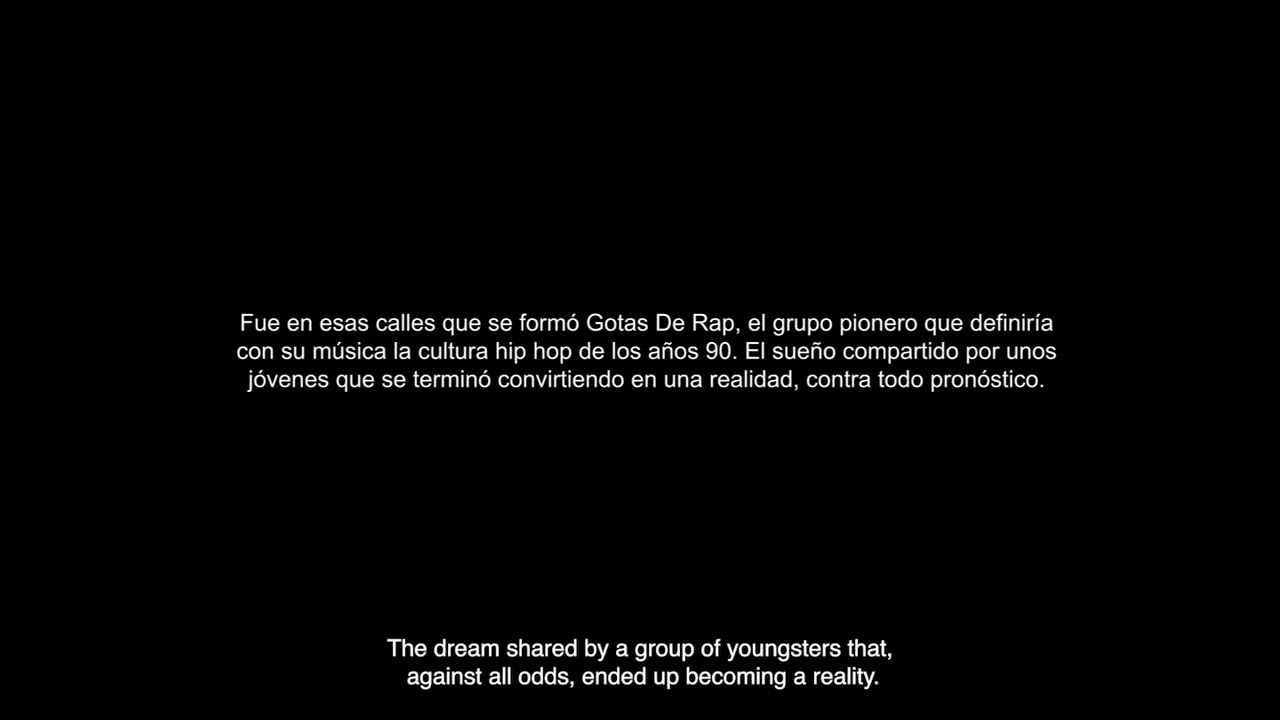 Fue en esas calles que se formó Gotas De Rap, el grupo pionero que definiría
con su música la cultura hip hop de los años 90. El sueño compartido por unos
jóvenes que se terminó convirtiendo en una realidad, contra todo pronóstico.
The dream shared by a group of youngsters that,
against all odds, ended up becoming a reality.